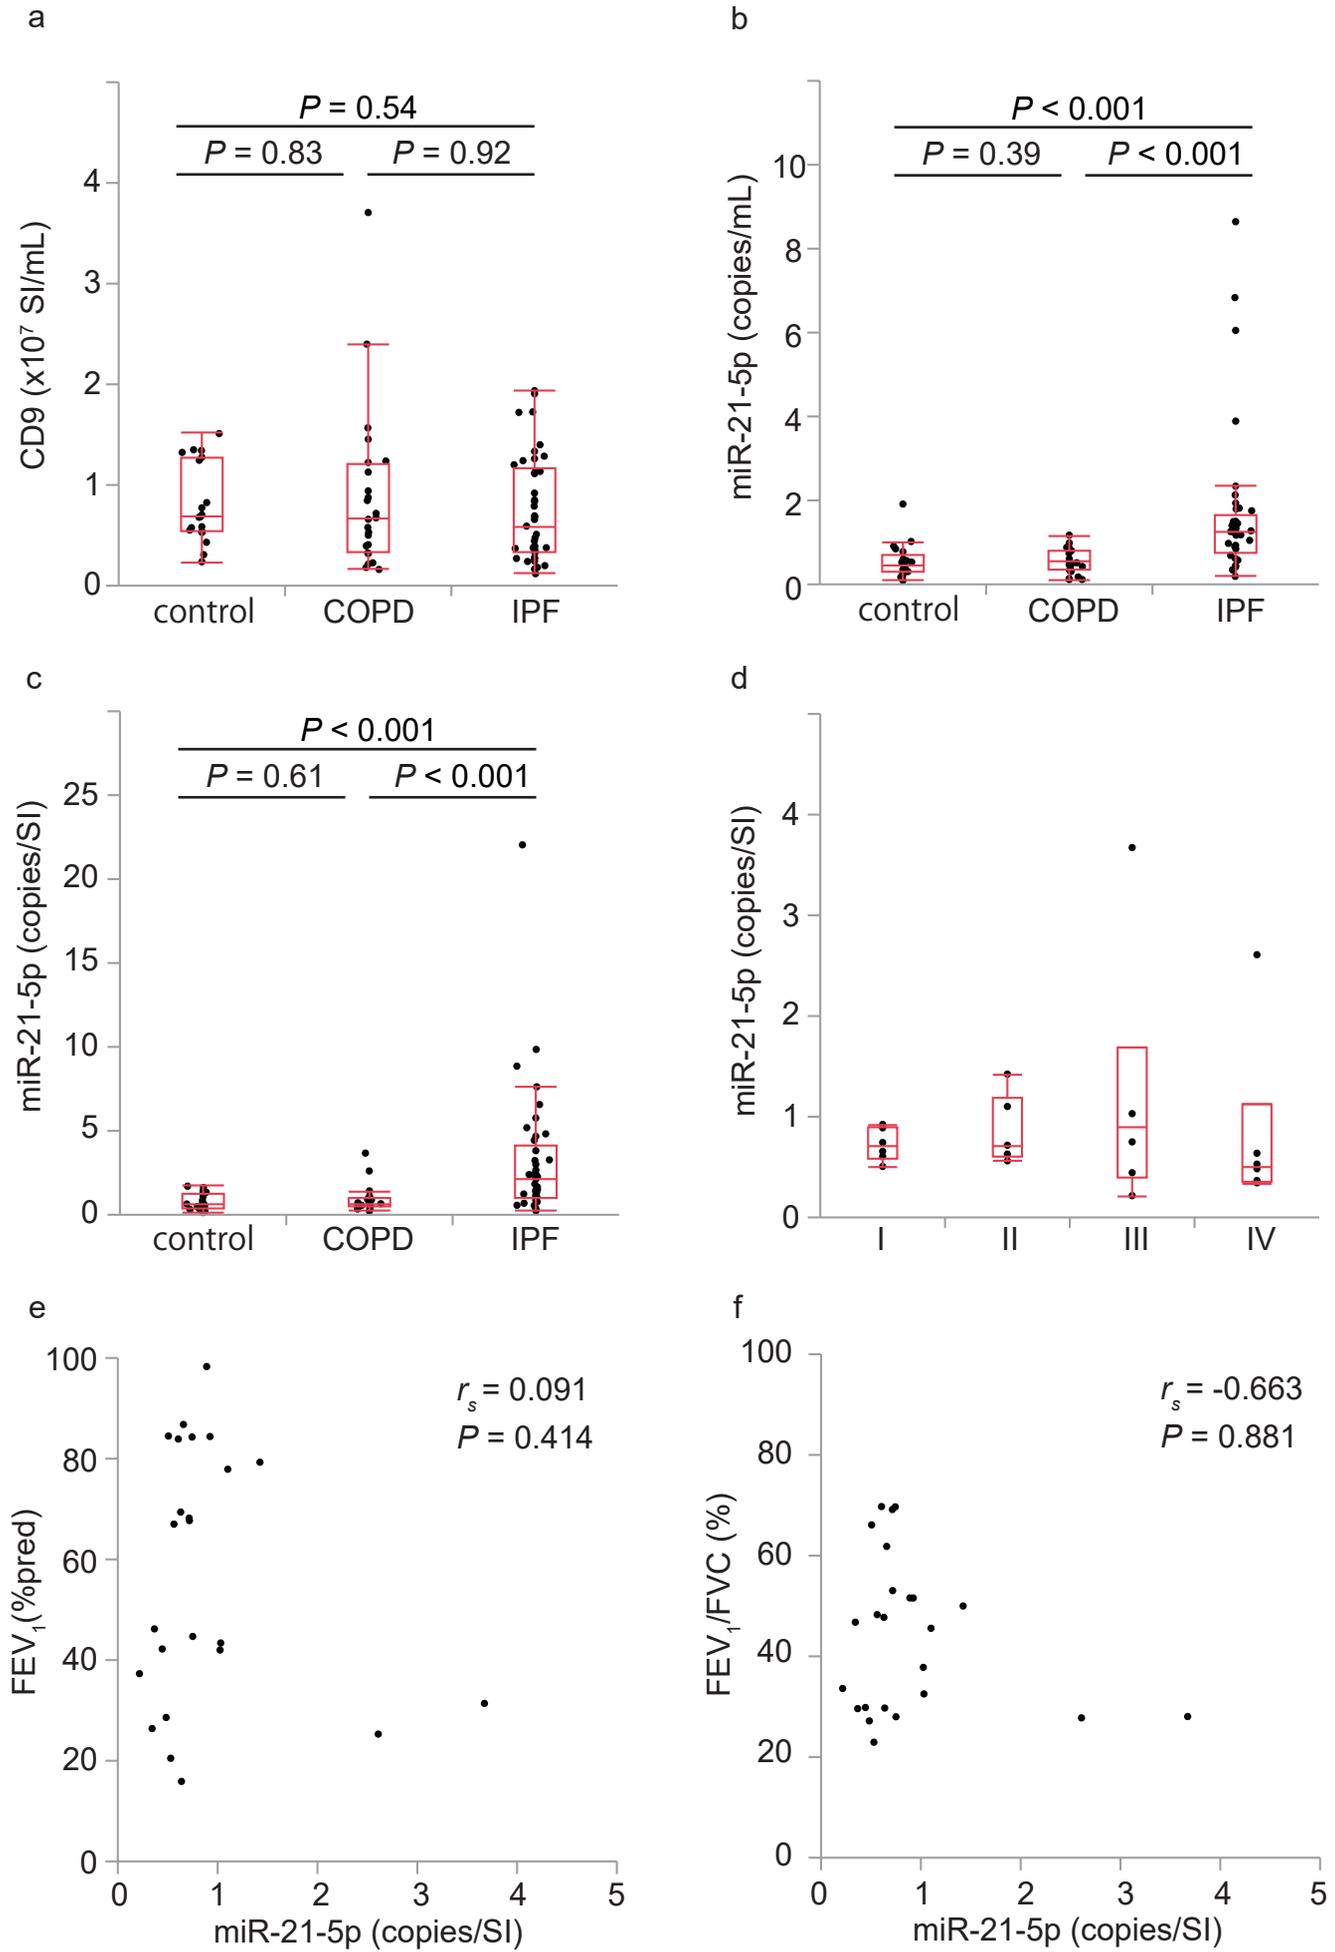 a
P = 0.54
P = 0.83
P = 0.92
4
3
2
1
0
CD9 (x10⁷ SI/mL)
control
COPD
IPF
b
P < 0.001
P = 0.39
P < 0.001
10
8
6
4
2
0
miR-21-5p (copies/mL)
control
COPD
IPF
c
P < 0.001
P = 0.61
P < 0.001
25
20
15
10
5
0
miR-21-5p (copies/SI)
control
COPD
IPF
d
4
3
2
1
0
miR-21-5p (copies/SI)
I
II
III
IV
e
rₛ = 0.091
P = 0.414
100
80
60
40
20
0
FEV₁(%pred)
0
1
2
3
4
5
miR-21-5p (copies/SI)
f
rₛ = -0.663
P = 0.881
100
80
60
40
20
0
FEV₁/FVC (%)
0
1
2
3
4
5
miR-21-5p (copies/SI)